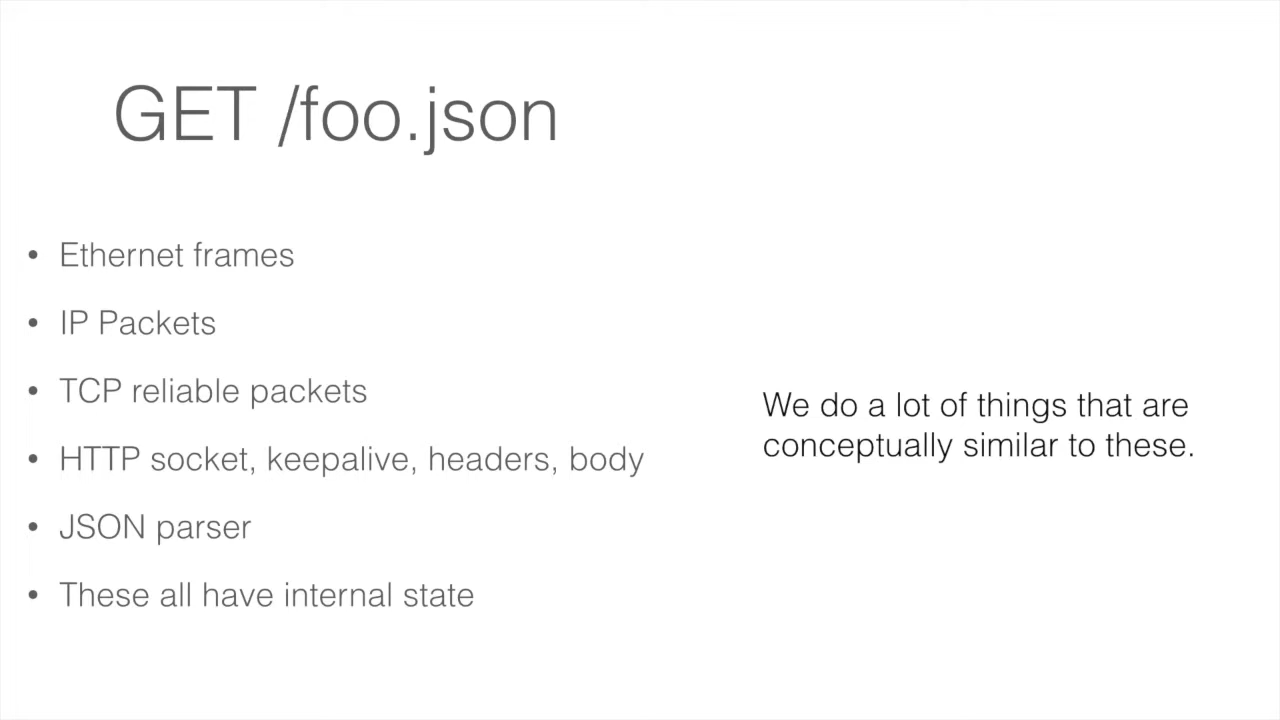 GET /foo.json
• Ethernet frames
• IP Packets
• TCP reliable packets
• HTTP socket, keepalive, headers, body
• JSON parser
• These all have internal state
We do a lot of things that are
conceptually similar to these.